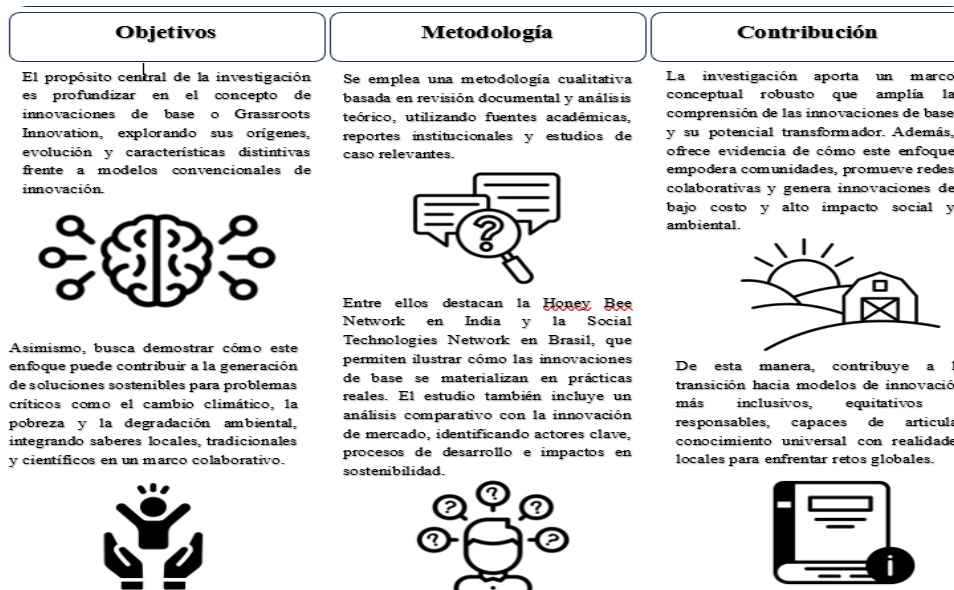 Objetivos
El propósito central de la investigación
es profundizar en el concepto de
innovaciones de base o Grassroots
Innovation, explorando sus orígenes,
evolución y características distintivas
frente a modelos convencionales de
innovación.
Asimismo, busca demostrar cómo este
enfoque puede contribuir a la generación
de soluciones sostenibles para problemas
críticos como el cambio climático, la
pobreza y la degradación ambiental,
integrando saberes locales, tradicionales
y científicos en un marco colaborativo.
Metodología
Se emplea una metodología cualitativa
basada en revisión documental y análisis
teórico, utilizando fuentes académicas,
reportes institucionales y estudios de
caso relevantes.
?
Entre ellos destacan la Honey Bee
Network en India y la Social
Technologies Network en Brasil, que
permiten ilustrar cómo las innovaciones
de base se materializan en prácticas
reales. El estudio también incluye un
análisis comparativo con la innovación
de mercado, identificando actores clave,
procesos de desarrollo e impactos en
sostenibilidad.
? ? ? ? ?
Contribución
La investigación aporta un marco
conceptual robusto que amplía la
comprensión de las innovaciones de base
y su potencial transformador. Además,
ofrece evidencia de cómo este enfoque
empodera comunidades, promueve redes
colaborativas y genera innovaciones de
bajo costo y alto impacto social y
ambiental.
De esta manera, contribuye a l
transición hacia modelos de innovació
más inclusivos, equitativos
responsables, capaces de articula
conocimiento universal con realidade
locales para enfrentar retos globales.
i